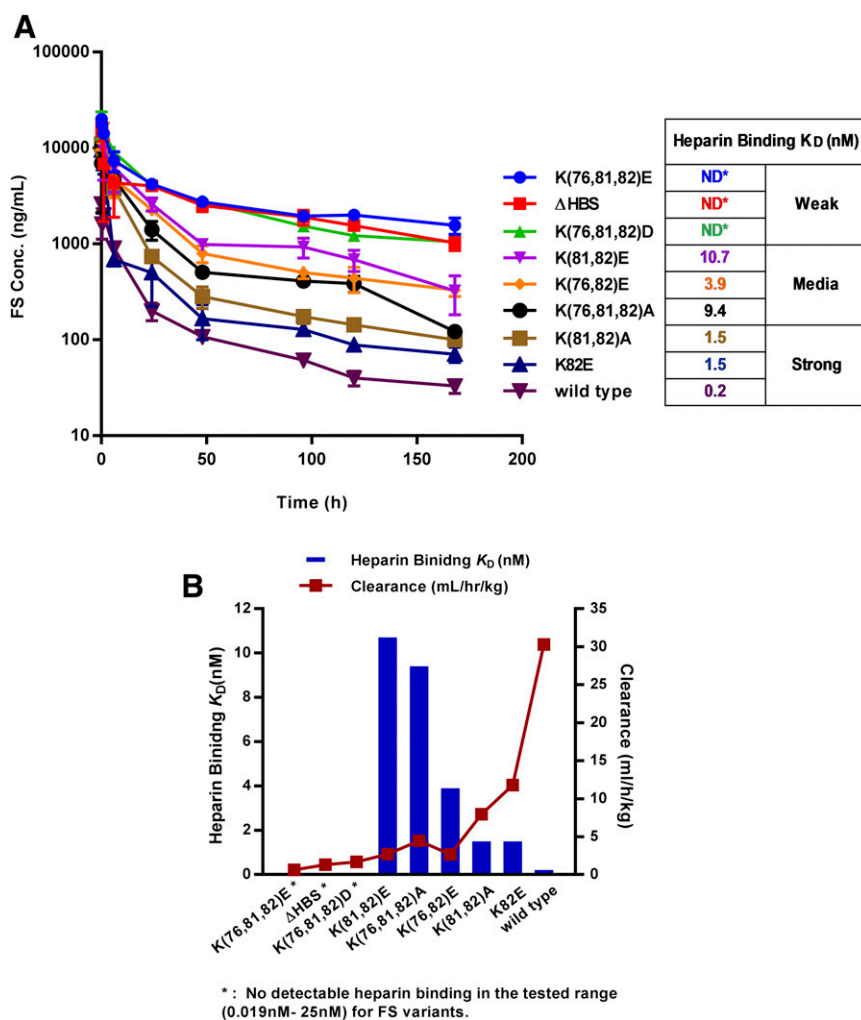 A
100000
10000
1000
100
10
FS Conc. (ng/mL)
0 50 100 150 200
Time (h)
K(76,81,82)E
ΔHBS
K(76,81,82)D
K(81,82)E
K(76,82)E
K(76,81,82)A
K(81,82)A
K82E
wild type
Heparin Binding KD (nM)
ND* Weak
ND*
ND*
10.7 Media
3.9
9.4
1.5 Strong
1.5
0.2
B
Heparin Binidng KD (nM)
Clearance (mL/hr/kg)
12
10
8
6
4
2
0
Heparin Binidng KD(nM)
35
30
25
20
15
10
5
0
Clearance (ml/h/kg)
K(76,81,82)E*
ΔHBS*
K(76,81,82)D*
K(81,82)E
K(76,81,82)A
K(76,82)E
K(81,82)A
K82E
wild type
* : No detectable heparin binding in the tested range
(0.019nM- 25nM) for FS variants.